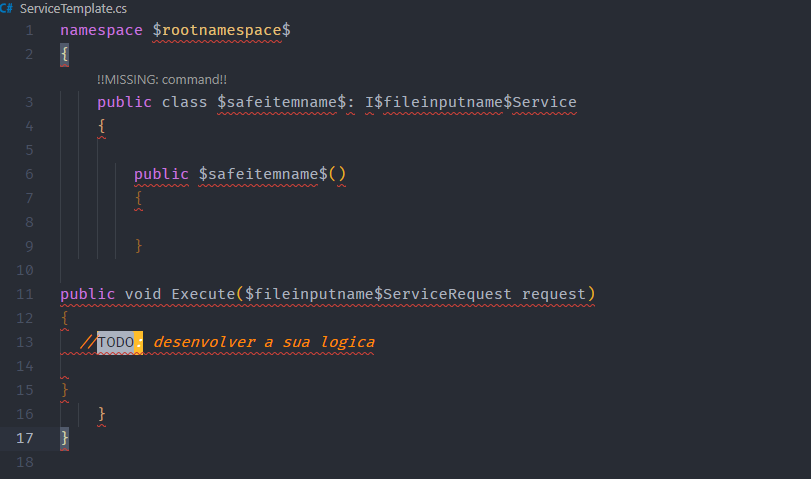 C# ServiceTemplate.cs
1 namespace $rootnamespace$
2 {
!!MISSING: command!!
3 public class $safeitemname$: I$fileinputname$Service
4 {
5
6 public $safeitemname$()
7 {
8
9 }
10
11 public void Execute($fileinputname$ServiceRequest request)
12 {
13 //TODO: desenvolver a sua logica
14
15 }
16 }
17 }
18